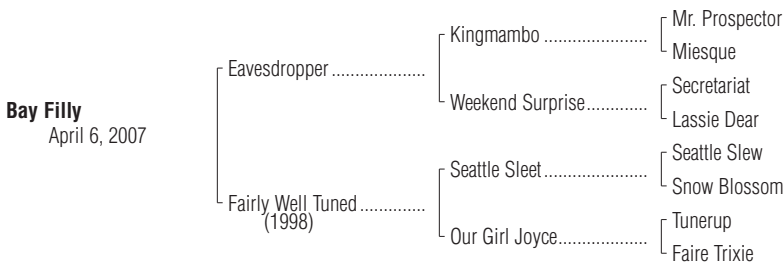 Bay Filly
April 6, 2007
Eavesdropper....................
Fairly Well Tuned..............
(1998)
Kingmambo......................
Weekend Surprise.............
Seattle Sleet......................
Our Girl Joyce...................
Mr. Prospector
Miesque
Secretariat
Lassie Dear
Seattle Slew
Snow Blossom
Tunerup
Faire Trixie